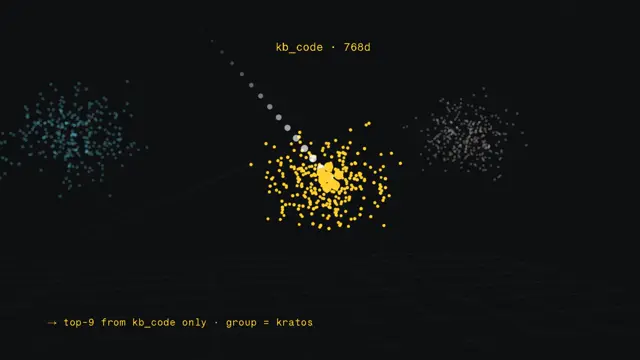 kb_code · 768d
→ top-9 from kb_code only · group = kratos